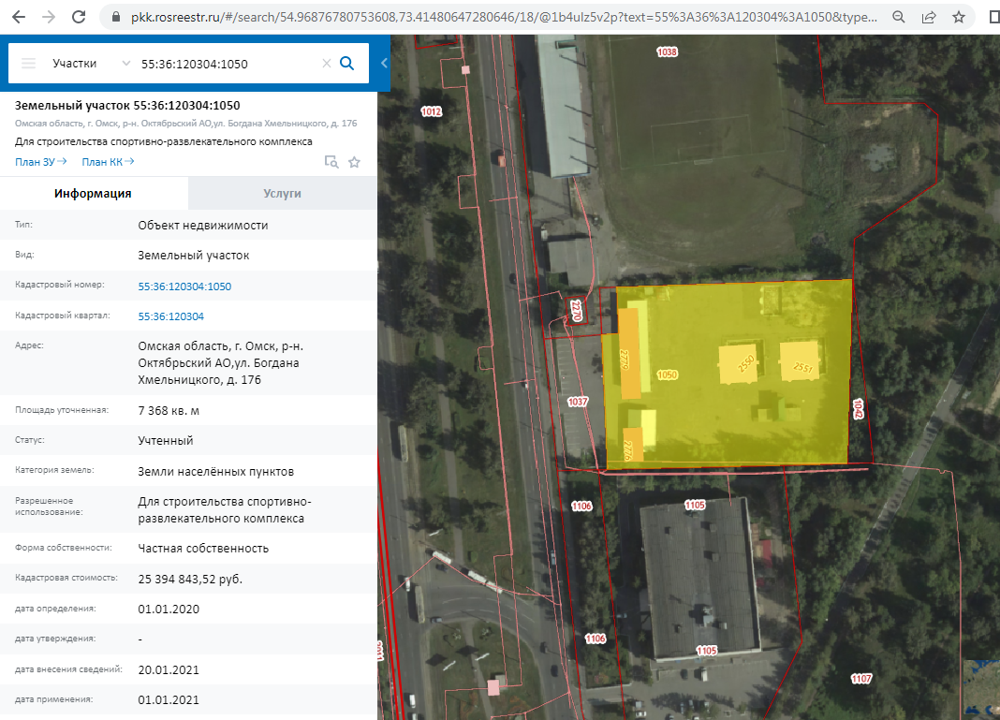 pkk.rosreestr.ru/#/search/54.96876780753608,73.41480647280646/18/@1b4ulz5v2p?text=55%3A36%3A120304%3A1050&type...
Участки 55:36:120304:1050
Земельный участок 55:36:120304:1050
Омская область, г. Омск, р-н. Октябрьский АО,ул. Богдана Хмельницкого, д. 176
Для строительства спортивно-развлекательного комплекса
План ЗУ→ План КК→
Информация Услуги
Тип: Объект недвижимости
Вид: Земельный участок
Кадастровый номер: 55:36:120304:1050
Кадастровый квартал: 55:36:120304
Адрес: Омская область, г. Омск, р-н.
Октябрьский АО,ул. Богдана
Хмельницкого, д. 176
Площадь уточненная: 7 368 кв. м
Статус: Учтенный
Категория земель: Земли населённых пунктов
Разрешенное
использование:
Для строительства спортивно-
развлекательного комплекса
Форма собственности: Частная собственность
Кадастровая стоимость: 25 394 843,52 руб.
дата определения: 01.01.2020
дата утверждения: -
дата внесения сведений: 20.01.2021
дата применения: 01.01.2021
1038
1012
2270
2779
1050
2550
2551
1037
1042
2778
1106
1105
1106
1105
1107